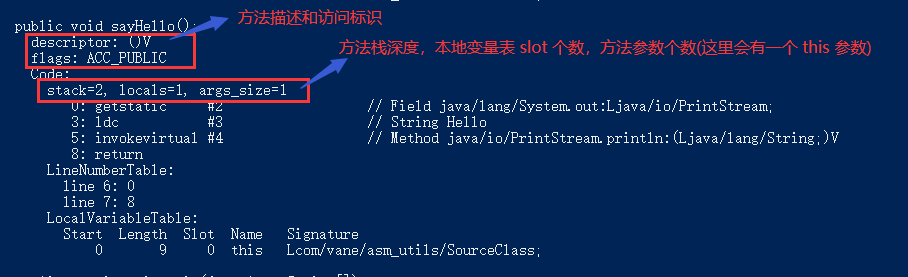 public void sayHello();
方法描述和访问标识
descriptor: ()V
flags: ACC_PUBLIC
方法栈深度，本地变量表 slot 个数，方法参数个数(这里会有一个 this 参数)
Code:
stack=2, locals=1, args_size=1
0: getstatic #2 // Field java/lang/System.out:Ljava/io/PrintStream;
3: ldc #3 // String Hello
5: invokevirtual #4 // Method java/io/PrintStream.println:(Ljava/lang/String;)V
8: return
LineNumberTable:
line 6: 0
line 7: 8
LocalVariableTable:
Start Length Slot Name Signature
0 9 0 this Lcom/vane/asm_utils/SourceClass;